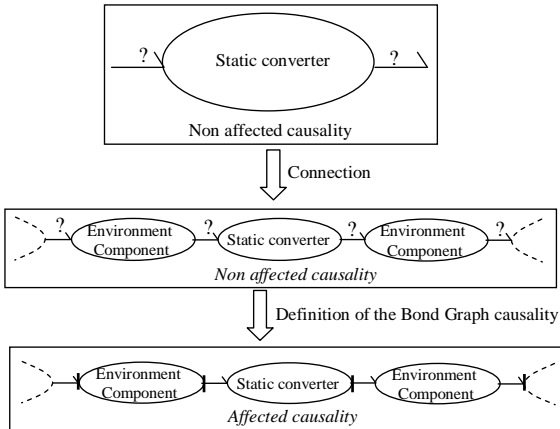 ? ?
Static converter
Non affected causality
Connection
? ? ? ?
Environment Component Static converter Environment Component
Non affected causality
Definition of the Bond Graph causality
Environment Component Static converter Environment Component
Affected causality